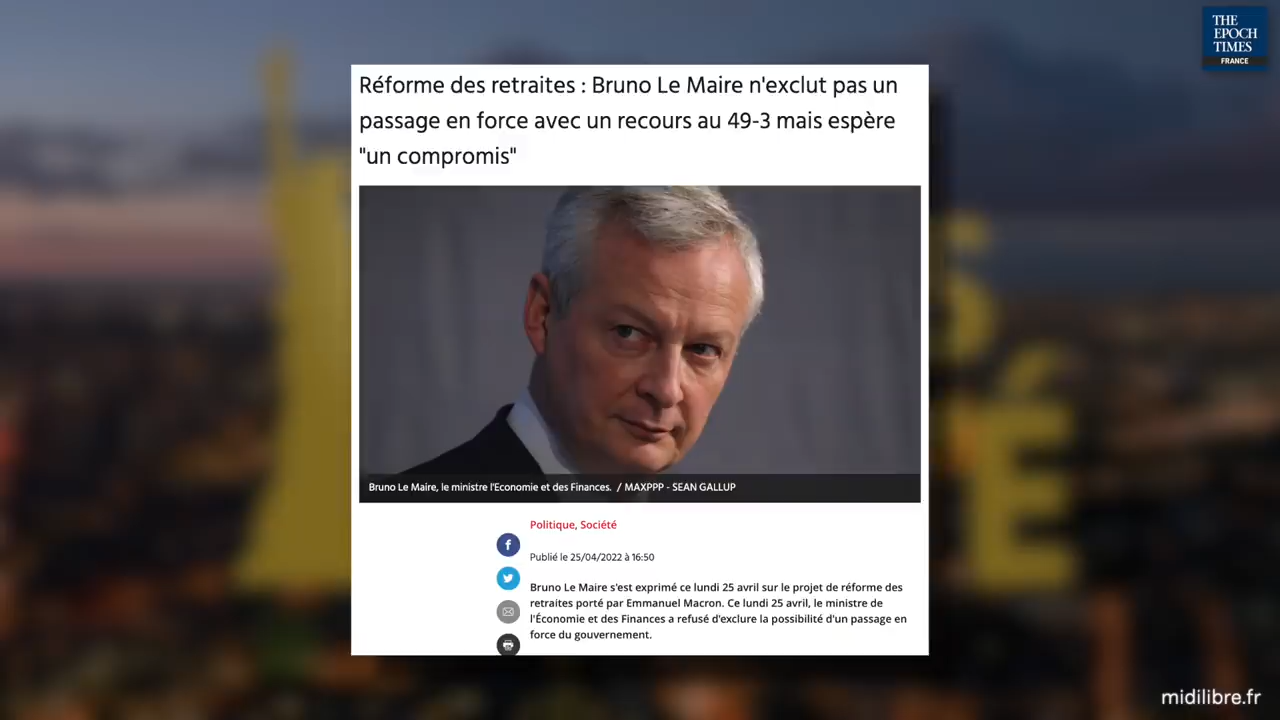 THE
EPOCH
TIMES
FRANCE
Réforme des retraites : Bruno Le Maire n'exclut pas un
passage en force avec un recours au 49-3 mais espère
"un compromis"
Bruno Le Maire, le ministre l'Economie et des Finances. / MAXPPP - SEAN GALLUP
Politique, Société
Publié le 25/04/2022 à 16:50
Bruno Le Maire s'est exprimé ce lundi 25 avril sur le projet de réforme des
retraites porté par Emmanuel Macron. Ce lundi 25 avril, le ministre de
l'Économie et des Finances a refusé d'exclure la possibilité d'un passage en
force du gouvernement.
midilibre.fr